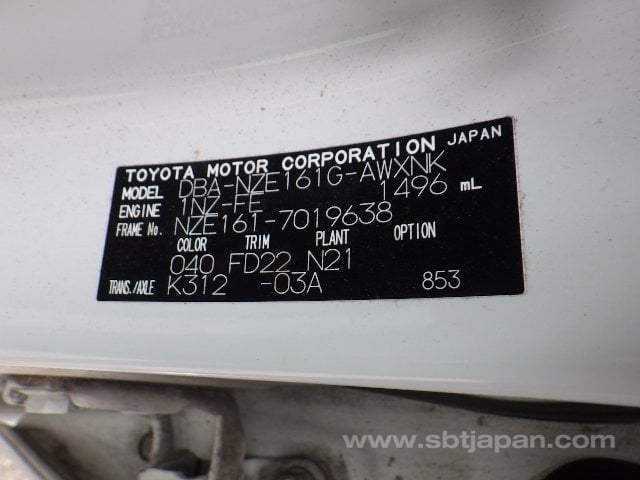 TOYOTA MOTOR CORPORATION JAPAN
MODEL DBA-NZE161G-AWXNK
ENGINE 1NZ-FE 1496 mL
FRAME No. NZE161-7019638
COLOR TRIM PLANT OPTION
040 FD22 N21
TRANS./AXLE K312 -03A 853
www.sbtjapan.com